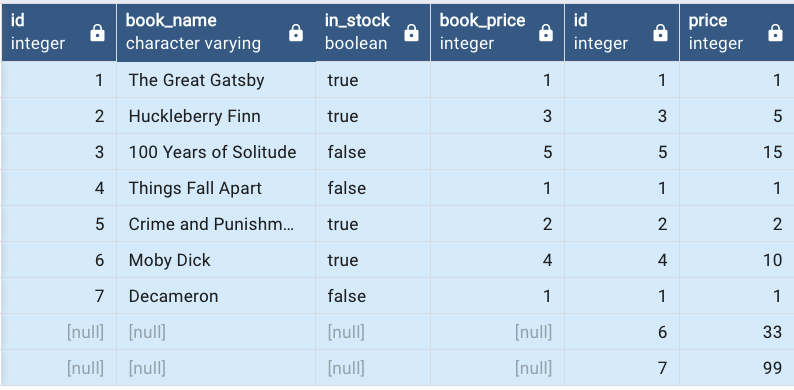 id book_name in_stock book_price id price
integer character varying boolean integer integer integer
1 The Great Gatsby true 1 1 1
2 Huckleberry Finn true 3 3 5
3 100 Years of Solitude false 5 5 15
4 Things Fall Apart false 1 1 1
5 Crime and Punishm... true 2 2 2
6 Moby Dick true 4 4 10
7 Decameron false 1 1 1
[null] [null] [null] [null] 6 33
[null] [null] [null] [null] 7 99